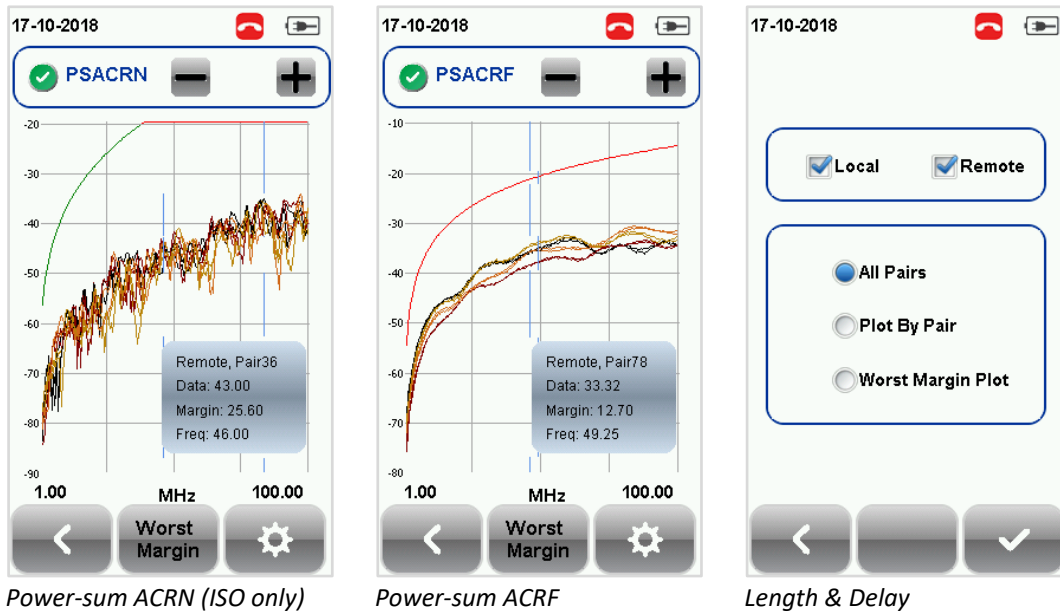 17-10-2018
PSACRN
-20
-30
-40
-50
-60
-70
-80
-90
Remote, Pair36
Data: 43.00
Margin: 25.60
Freq: 46.00
1.00 MHz 100.00
Worst
Margin
Power-sum ACRN (ISO only)
17-10-2018
PSACRF
-10
-20
-30
-40
-50
-60
-70
-80
Remote, Pair78
Data: 33.32
Margin: 12.70
Freq: 49.25
1.00 MHz 100.00
Worst
Margin
Power-sum ACRF
17-10-2018
Local Remote
All Pairs
Plot By Pair
Worst Margin Plot
Length & Delay